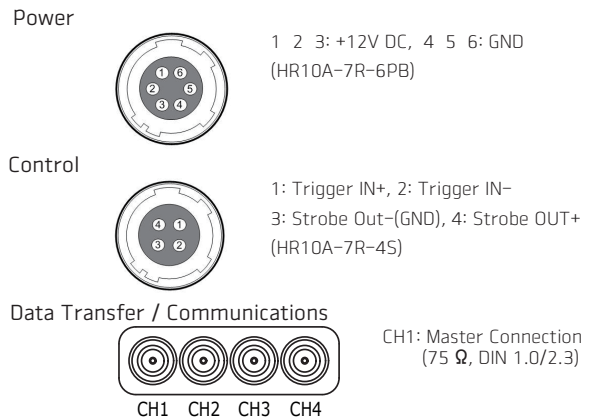 Power
1 2 3: +12V DC, 4 5 6: GND
(HR10A-7R-6PB)
1 6
2 5
3 4
Control
1: Trigger IN+, 2: Trigger IN-
3: Strobe Out-(GND), 4: Strobe OUT+
(HR10A-7R-4S)
4 1
3 2
Data Transfer / Communications
CH1: Master Connection
(75 Ω, DIN 1.0/2.3)
CH1 CH2 CH3 CH4